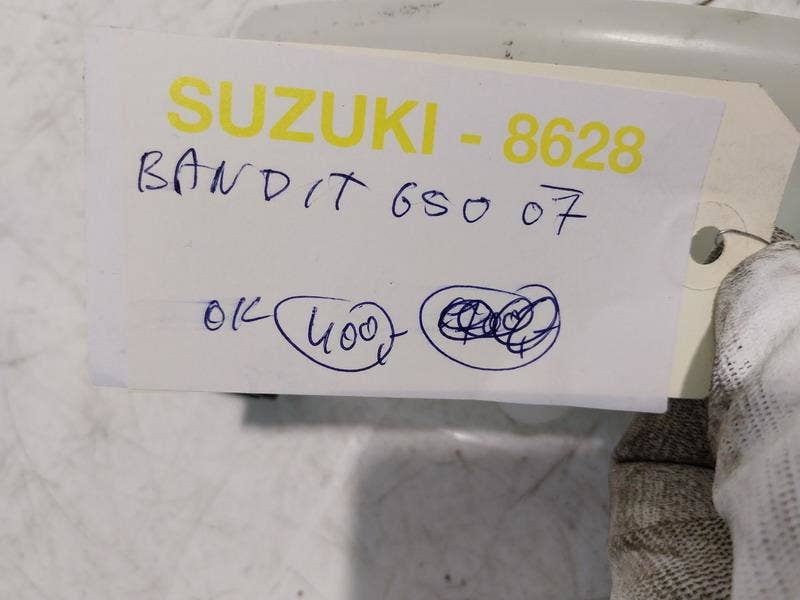 SUZUKI - 8628
BANDIT 650 07
OK 400,-